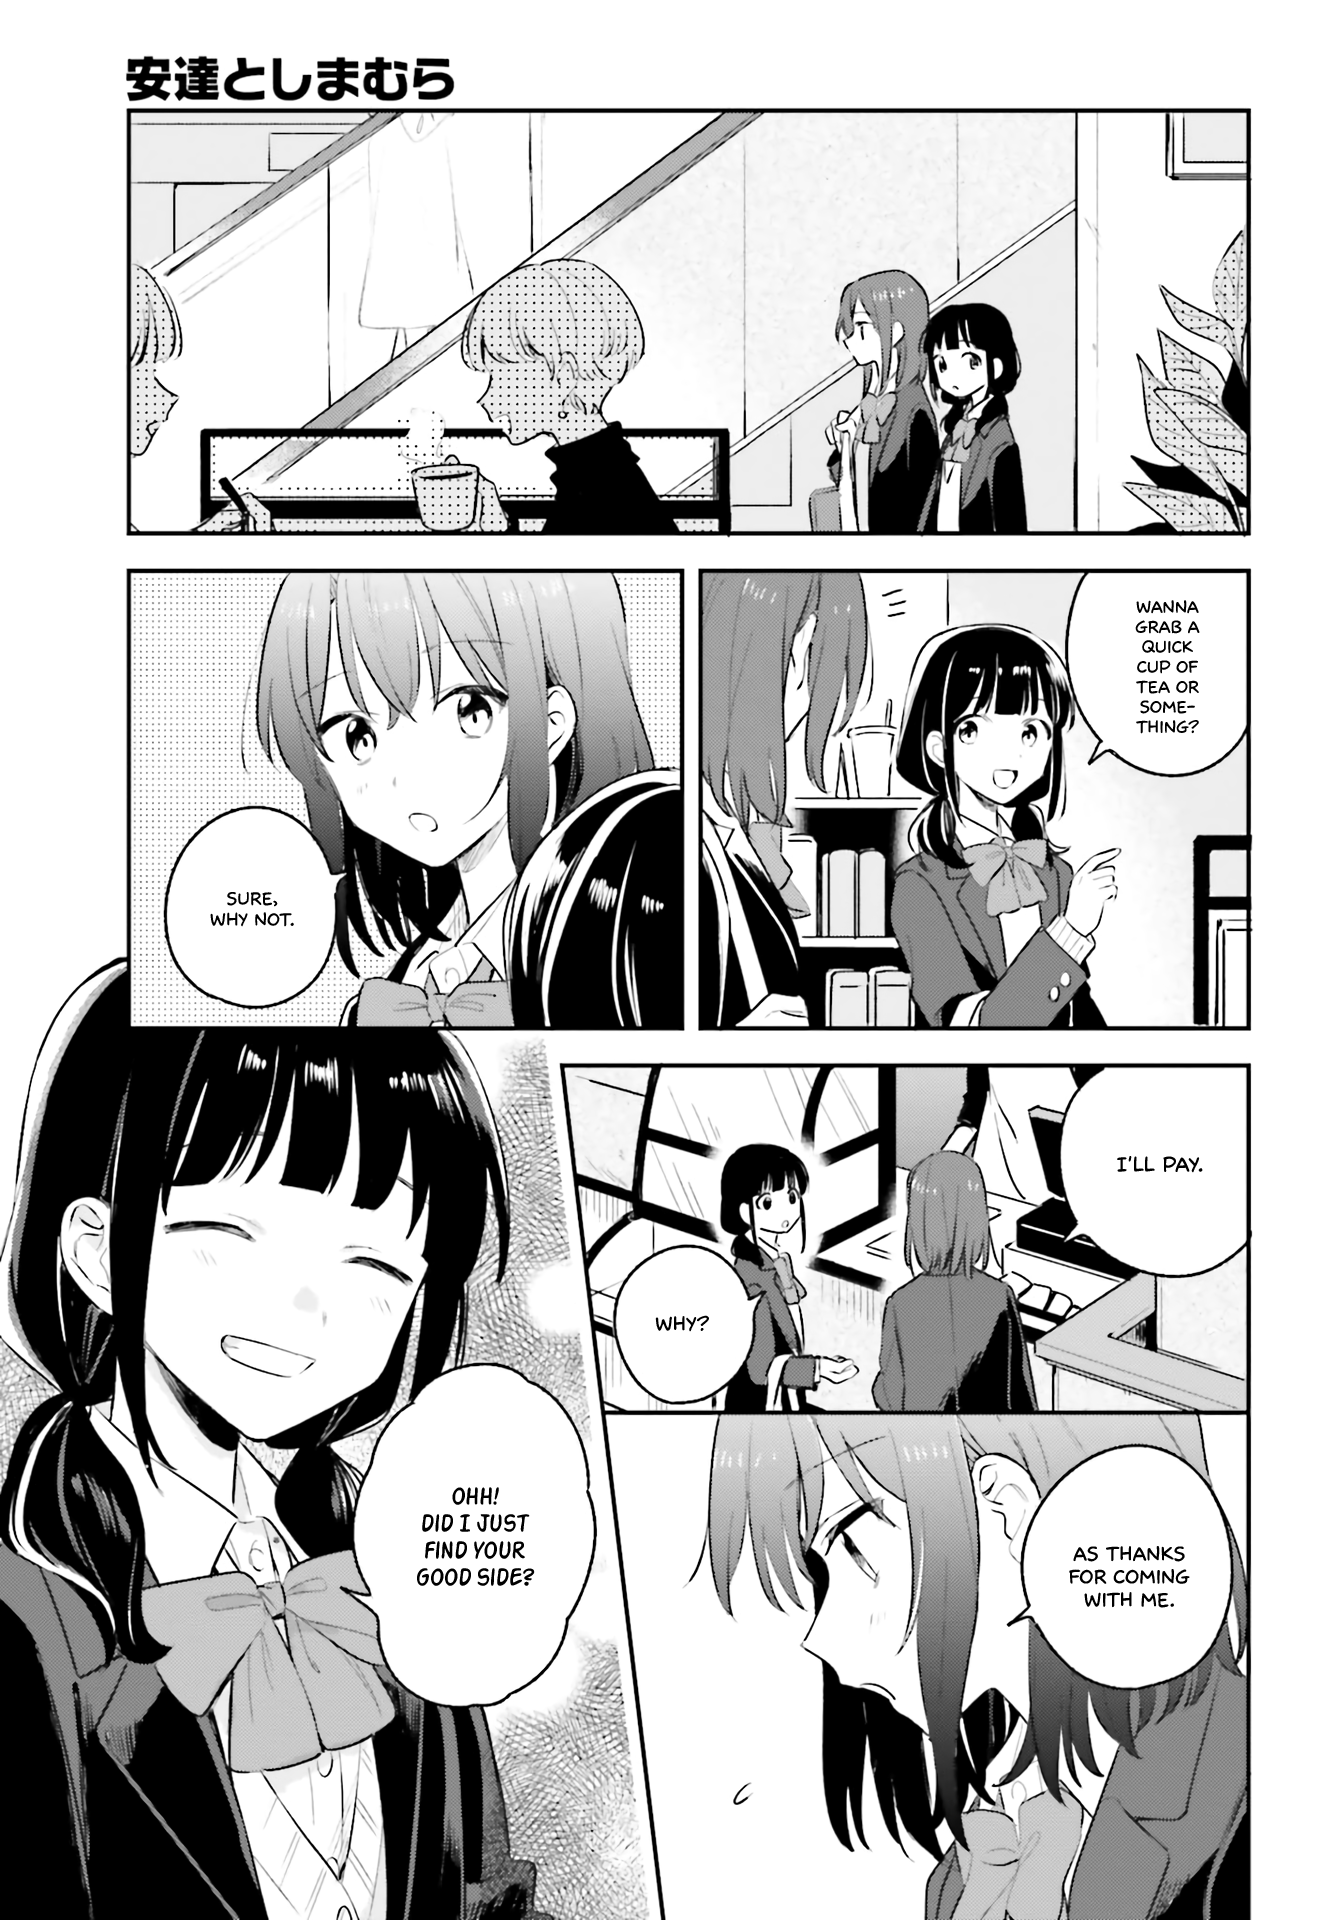 安達としまむら
WANNA
GRAB A
QUICK
CUP OF
TEA OR
SOME-
THING?
SURE,
WHY NOT.
I'LL PAY.
WHY?
AS THANKS
FOR COMING
WITH ME.
OHH!
DID I JUST
FIND YOUR
GOOD SIDE?